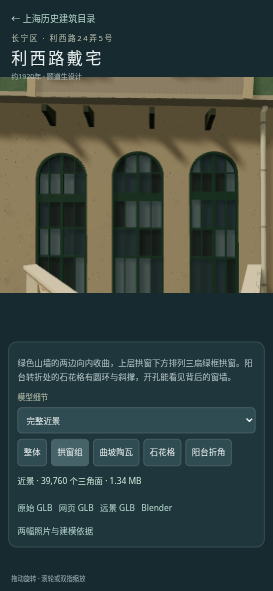 ← 上海历史建筑目录
长宁区 · 利西路24弄5号
利西路戴宅
约1920年 · 顾道生设计
绿色山墙的两边向内收曲，上层拱窗下方排列三扇绿框拱窗。阳
台转折处的石花格有圆环与斜撑，开孔能看见背后的窗墙。
模型细节
完整近景
整体 拱窗组 曲坡陶瓦 石花格 阳台折角
近景 · 39,760 个三角面 · 1.34 MB
原始 GLB 网页 GLB 远景 GLB Blender
两幅照片与建模依据
拖动旋转 · 滚轮或双指缩放